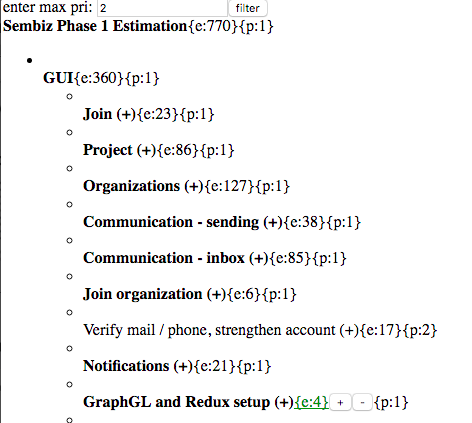 enter max pri: 2 filter
Sembiz Phase 1 Estimation{e:770}{p:1}
GUI{e:360}{p:1}
Join (+){e:23}{p:1}
Project (+){e:86}{p:1}
Organizations (+){e:127}{p:1}
Communication - sending (+){e:38}{p:1}
Communication - inbox (+){e:85}{p:1}
Join organization (+){e:6}{p:1}
Verify mail / phone, strengthen account (+){e:17}{p:2}
Notifications (+){e:21}{p:1}
GraphGL and Redux setup (+){e:4} + - {p:1}